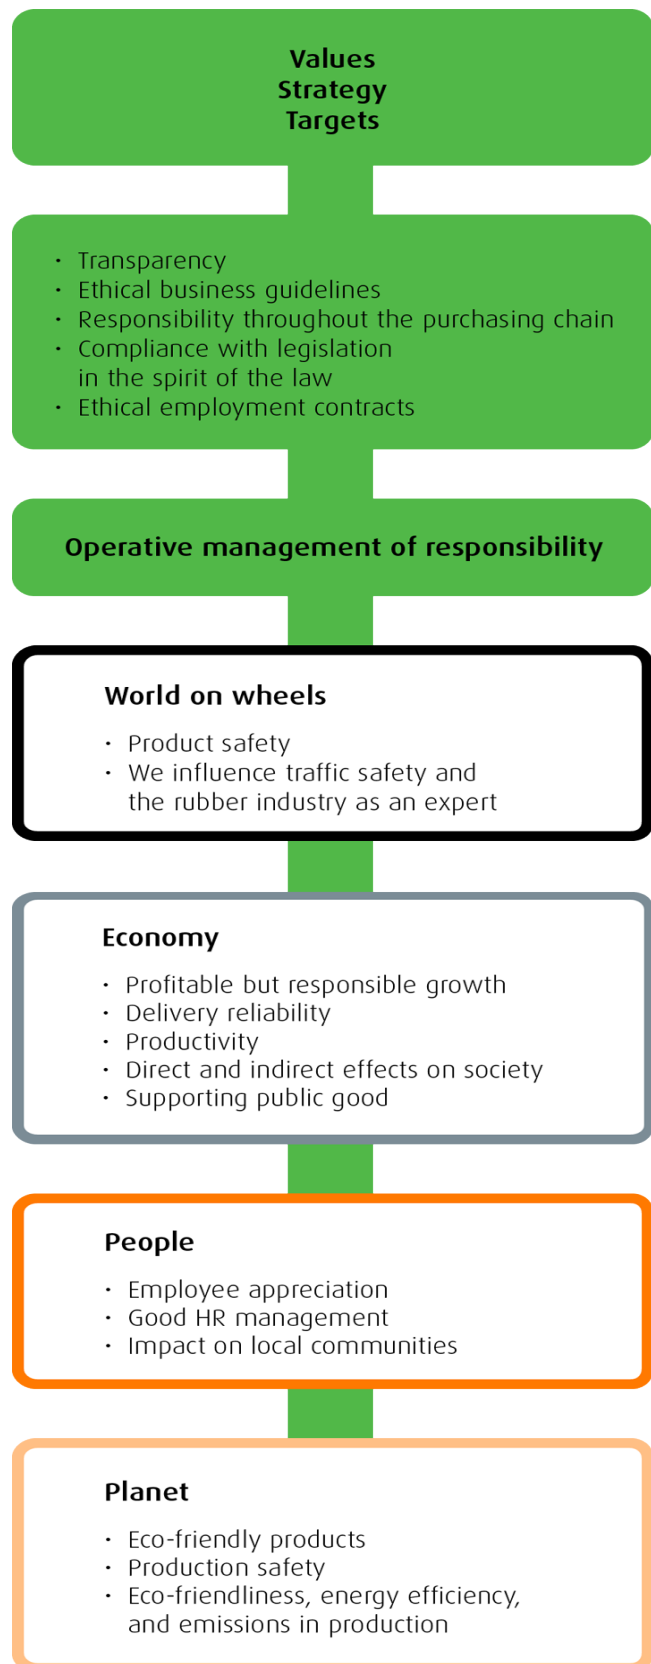 Values
Strategy
Targets
· Transparency
· Ethical business guidelines
· Responsibility throughout the purchasing chain
· Compliance with legislation
in the spirit of the law
· Ethical employment contracts
Operative management of responsibility
World on wheels
· Product safety
· We influence traffic safety and
the rubber industry as an expert
Economy
· Profitable but responsible growth
· Delivery reliability
· Productivity
· Direct and indirect effects on society
· Supporting public good
People
· Employee appreciation
· Good HR management
· Impact on local communities
Planet
· Eco-friendly products
· Production safety
· Eco-friendliness, energy efficiency,
and emissions in production